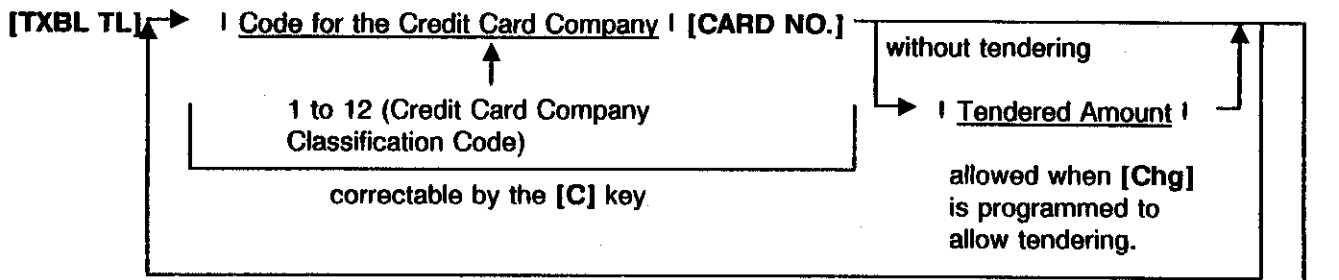 [TXBL TL] | Code for the Credit Card Company | [CARD NO.]
without tendering
1 to 12 (Credit Card Company
Classification Code)
| Tendered Amount |
correctable by the [C] key
allowed when [Chg]
is programmed to
allow tendering.